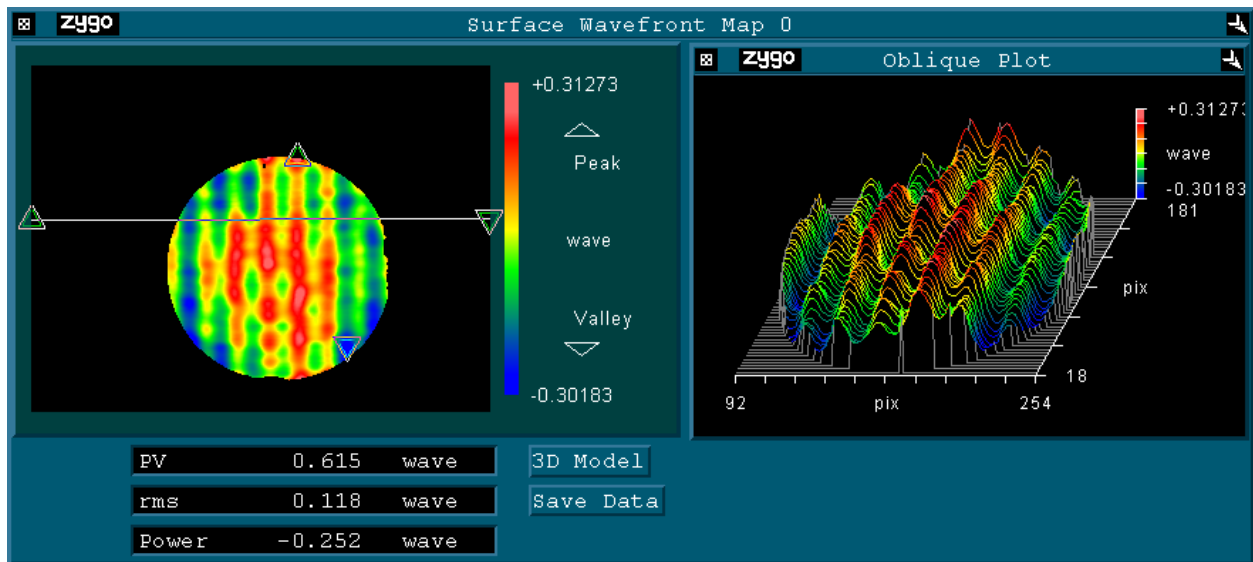 zygo Surface Wavefront Map 0
+0.31273
Peak
wave
Valley
-0.30183
zygo Oblique Plot
+0.31273
wave
-0.30183
181
pix
18
92 pix 254
PV 0.615 wave
rms 0.118 wave
Power -0.252 wave
3D Model
Save Data